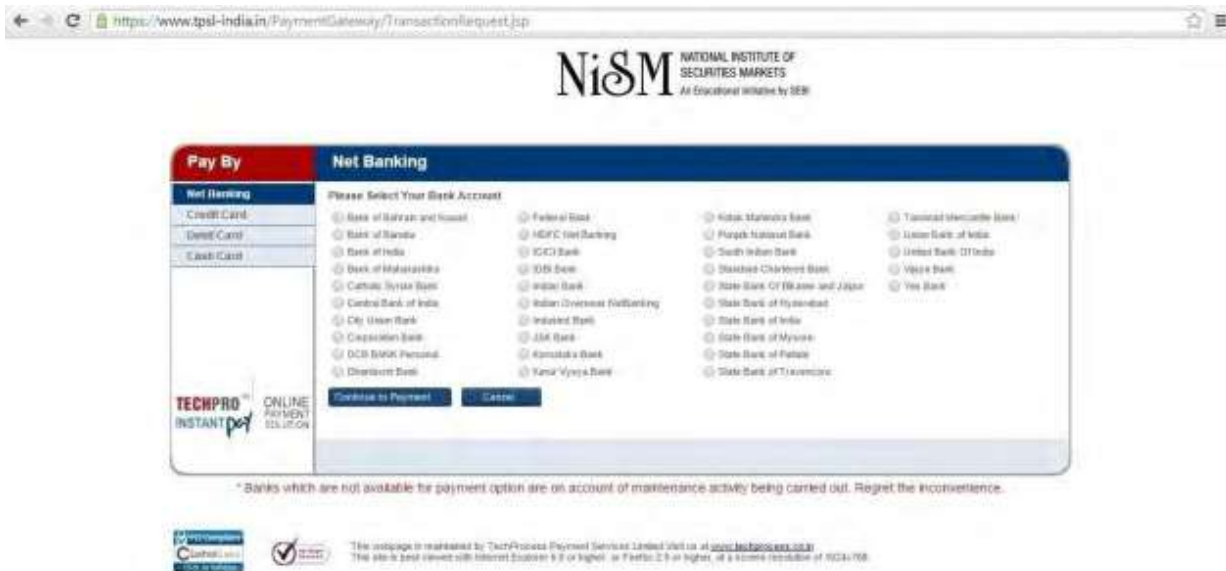 https://www.tpsl-india.in/PaymentGateway/TransactionRequest.jsp
NiSM
NATIONAL INSTITUTE OF
SECURITIES MARKETS
An Educational Initiative by SEBI
Pay By
Net Banking
Credit Card
Debit Card
Cash Card
TECHPRO
INSTANT pay
ONLINE
PAYMENT
SOLUTION
Net Banking
Please Select Your Bank Account
Bank of Bahrain and Kuwait
Bank of Baroda
Bank of India
Bank of Maharashtra
Catholic Syrian Bank
Central Bank of India
City Union Bank
Corporation Bank
DCB BANK Personal
Dhanlaxmi Bank
Federal Bank
HDFC Net Banking
ICICI Bank
IDBI Bank
Indian Bank
Indian Overseas NetBanking
IndusInd Bank
J&K Bank
Karnataka Bank
Karur Vysya Bank
Kotak Mahindra Bank
Punjab National Bank
South Indian Bank
Standard Chartered Bank
State Bank Of Bikaner and Jaipur
State Bank of Hyderabad
State Bank of India
State Bank of Mysore
State Bank of Patiala
State Bank of Travancore
Tamilnad Mercantile Bank
Union Bank of India
United Bank Of India
Vijaya Bank
Yes Bank
Continue to Payment
Cancel
* Banks which are not available for payment option are on account of maintenance activity being carried out. Regret the inconvenience.
This webpage is maintained by TechProcess Payment Services Limited Visit us at www.techprocess.co.in
This site is best viewed with Internet Explorer 6.0 or higher, or Firefox 2.0 or higher, at a screen resolution of 1024x768.